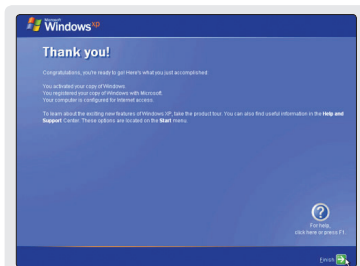 Microsoft
Windows xp
Thank you!
Congratulations, you're ready to go! Here's what you just accomplished:
You activated your copy of Windows.
You registered your copy of Windows with Microsoft.
Your computer is configured for Internet access.
To learn about the exciting new features of Windows XP, take the product tour. You can also find useful information in the Help and
Support Center. These options are located on the Start menu.
For help,
click here or press F1.
Finish